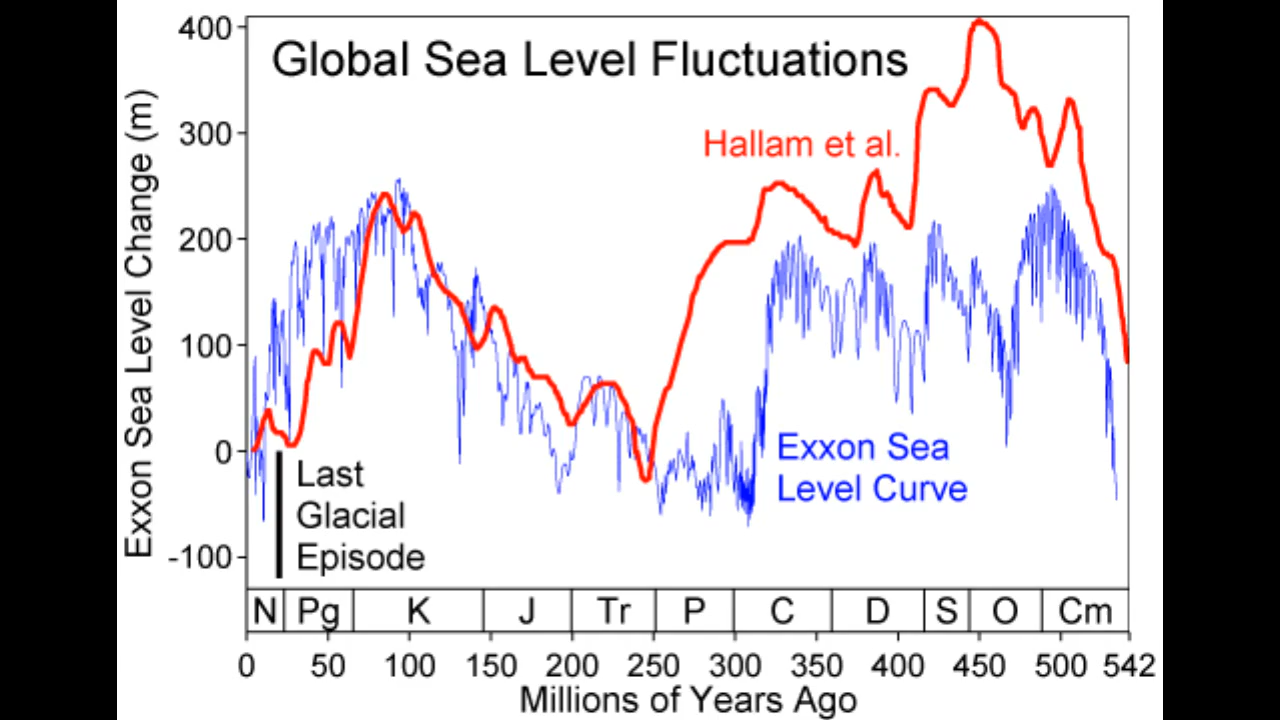 Global Sea Level Fluctuations
Exxon Sea Level Change (m)
400
300
200
100
0
-100
Hallam et al.
Exxon Sea
Level Curve
Last
Glacial
Episode
N Pg K J Tr P C D S O Cm
0 50 100 150 200 250 300 350 400 450 500 542
Millions of Years Ago